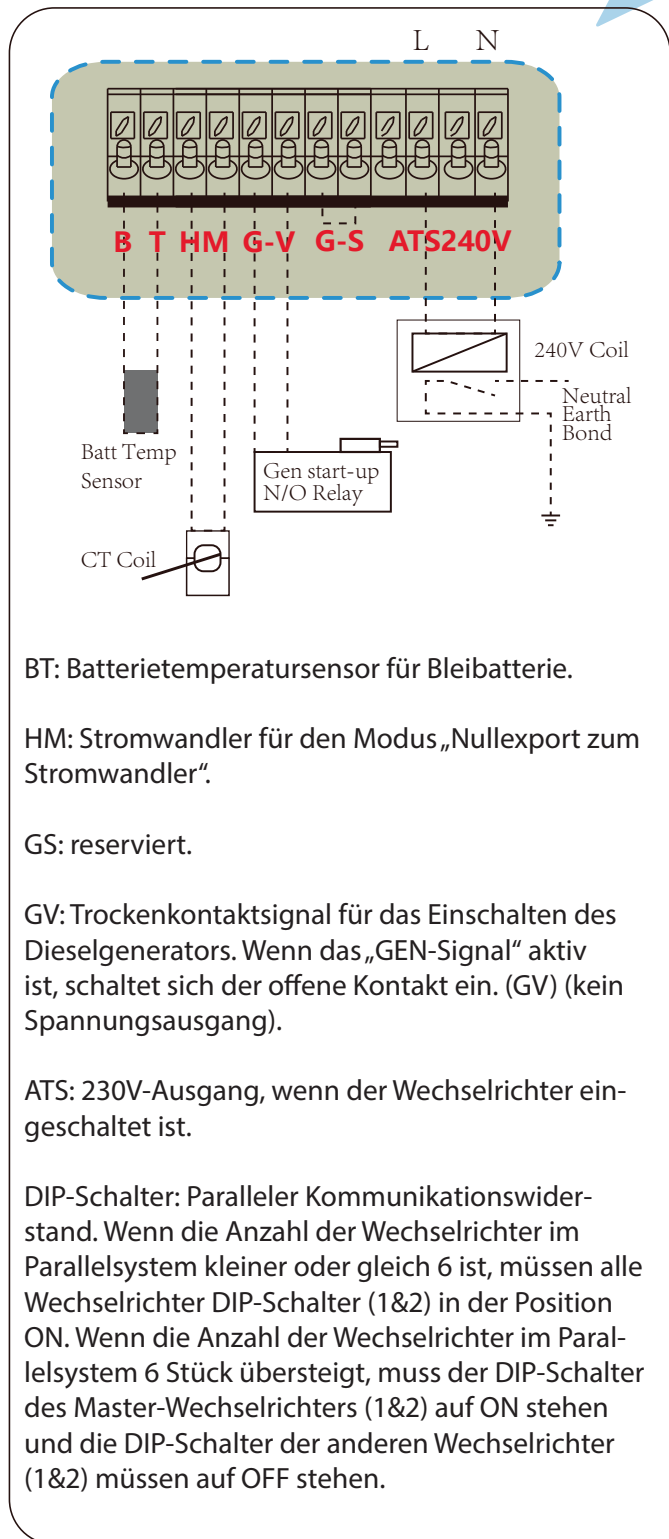 L N
B T HM G-V G-S ATS240V
240V Coil
Neutral
Earth
Bond
Batt Temp
Sensor
Gen start-up
N/O Relay
CT Coil
BT: Batterietemperatursensor für Bleibatterie.
HM: Stromwandler für den Modus „Nullexport zum
Stromwandler“.
GS: reserviert.
GV: Trockenkontaktsignal für das Einschalten des
Dieselgenerators. Wenn das „GEN-Signal“ aktiv
ist, schaltet sich der offene Kontakt ein. (GV) (kein
Spannungsausgang).
ATS: 230V-Ausgang, wenn der Wechselrichter ein-
geschaltet ist.
DIP-Schalter: Paralleler Kommunikationswider-
stand. Wenn die Anzahl der Wechselrichter im
Parallelsystem kleiner oder gleich 6 ist, müssen alle
Wechselrichter DIP-Schalter (1&2) in der Position
ON. Wenn die Anzahl der Wechselrichter im Paral-
lelsystem 6 Stück übersteigt, muss der DIP-Schalter
des Master-Wechselrichters (1&2) auf ON stehen
und die DIP-Schalter der anderen Wechselrichter
(1&2) müssen auf OFF stehen.